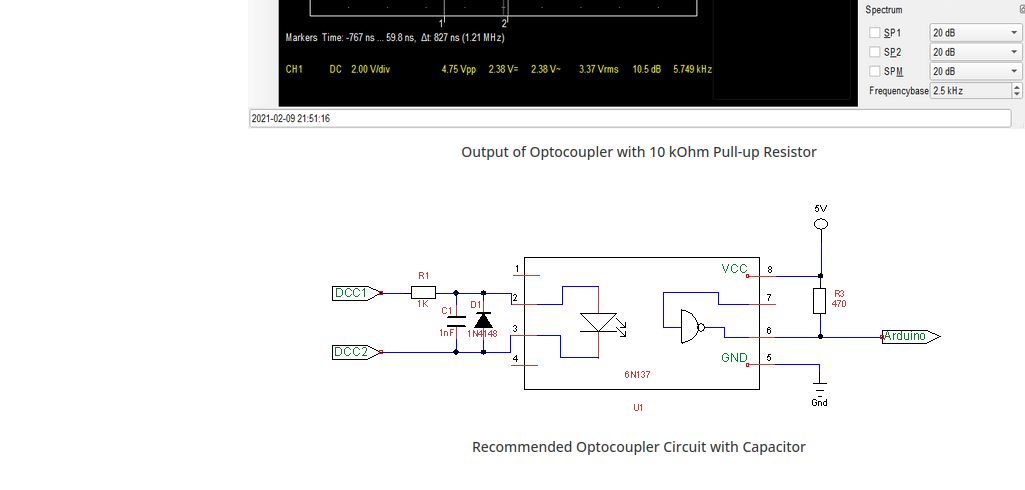 Spectrum
SP1 20 dB
SP2 20 dB
SPM 20 dB
Frequencybase 2.5 kHz
1 2
Markers Time: -767 ns ... 59.8 ns, Δt: 827 ns (1.21 MHz)
CH1 DC 2.00 V/div 4.75 Vpp 2.38 V= 2.38 V~ 3.37 Vrms 10.5 dB 5.749 kHz
2021-02-09 21:51:16
Output of Optocoupler with 10 kOhm Pull-up Resistor
5V
1 VCC 8
R1
DCC1 1K 2 7 R3
470
C1 D1
1nF 1N4148 3 6 Arduino
DCC2 4 GND 5
6N137
Gnd
U1
Recommended Optocoupler Circuit with Capacitor